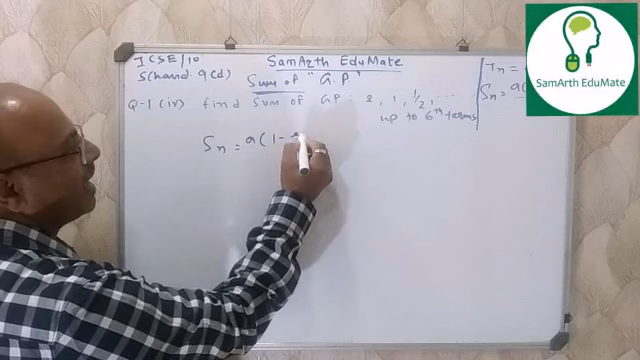 ICSE/10
SamArth EduMate
S Chand 9(d)
Sum of "G.P"
Q-1 (iv) find Sum of GP: 2, 1, 1/2, ...
up to 6th terms
Sn = a(1-
Tn =
Sn = a(
SamArth EduMate